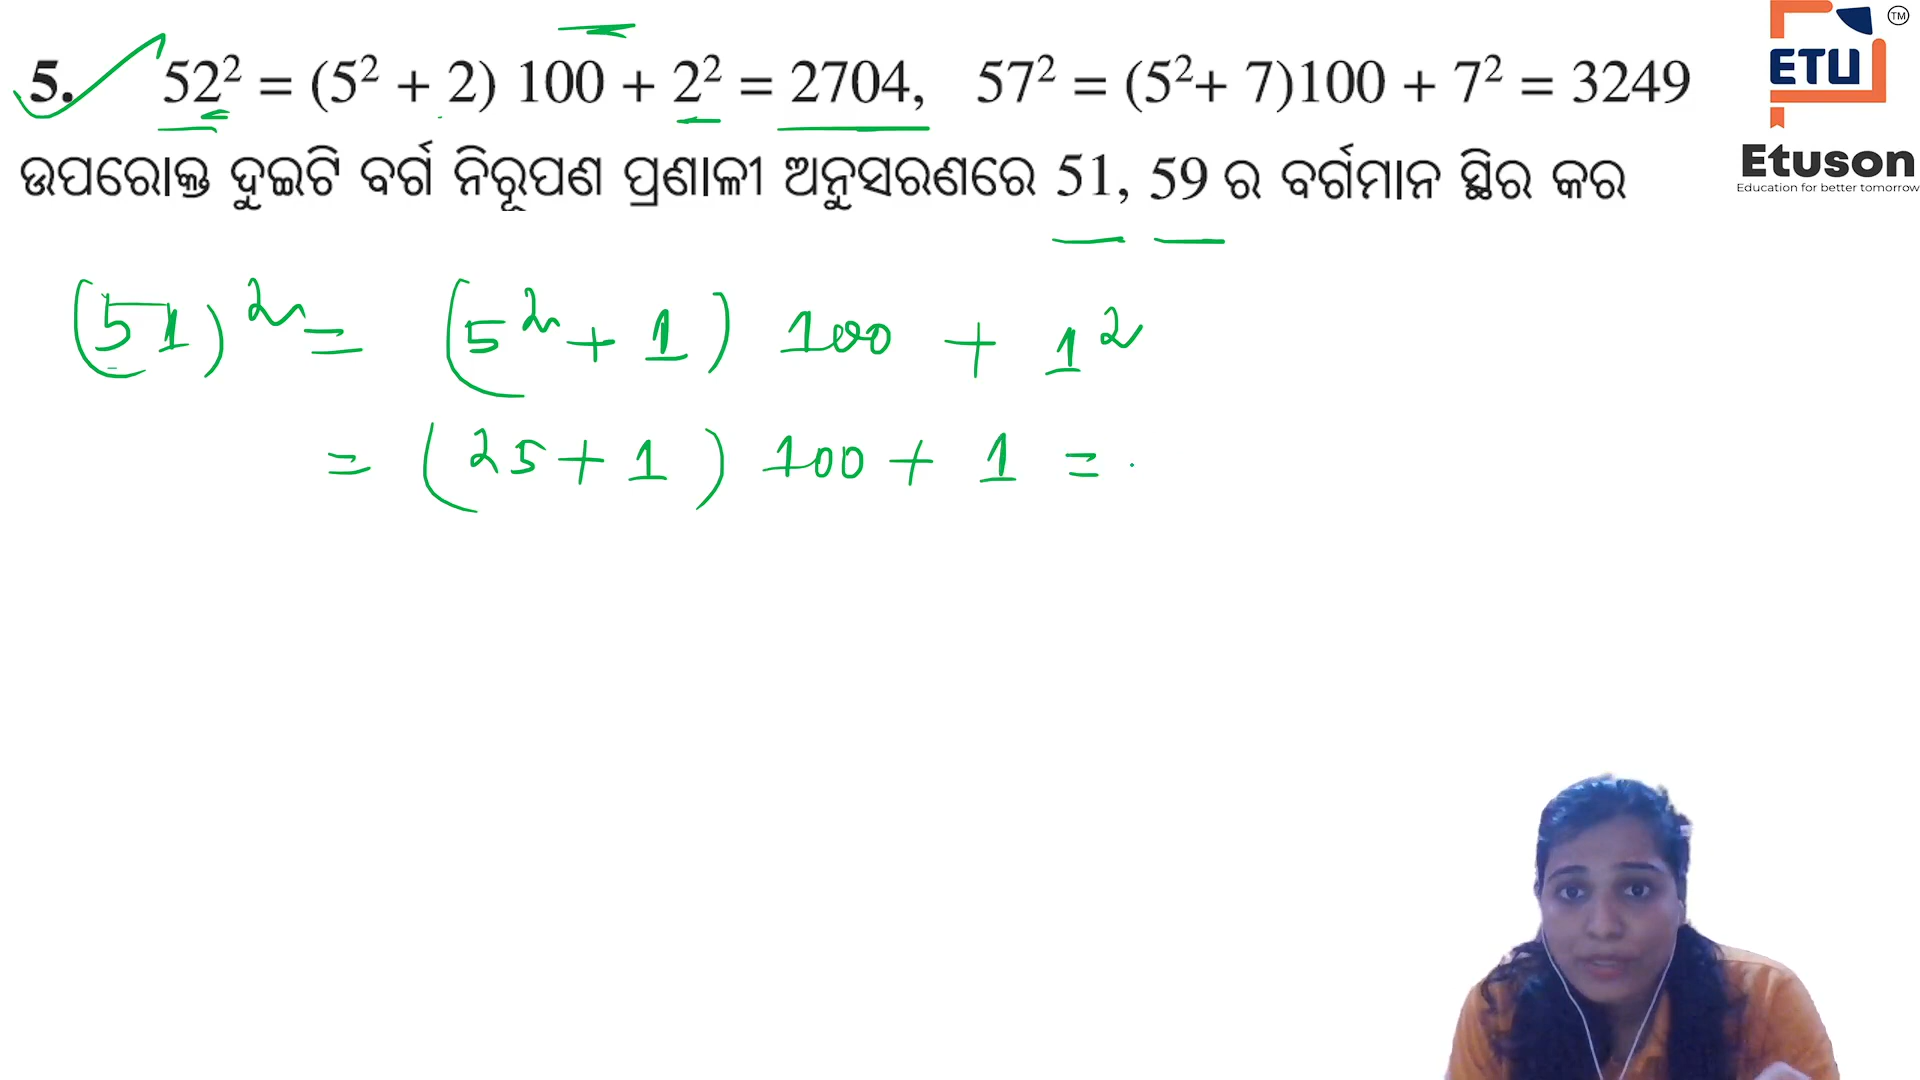 5. 52² = (5² + 2) 100 + 2² = 2704, 57² = (5²+ 7)100 + 7² = 3249
ଉପରୋକ୍ତ ଦୁଇଟି ବର୍ଗ ନିରୂପଣ ପ୍ରଣାଳୀ ଅନୁସରଣରେ 51, 59 ର ବର୍ଗମାନ ସ୍ଥିର କର
ETU TM
Etuson
Education for better tomorrow
(51)² = (5² + 1) 100 + 1²
= (25 + 1) 100 + 1 =